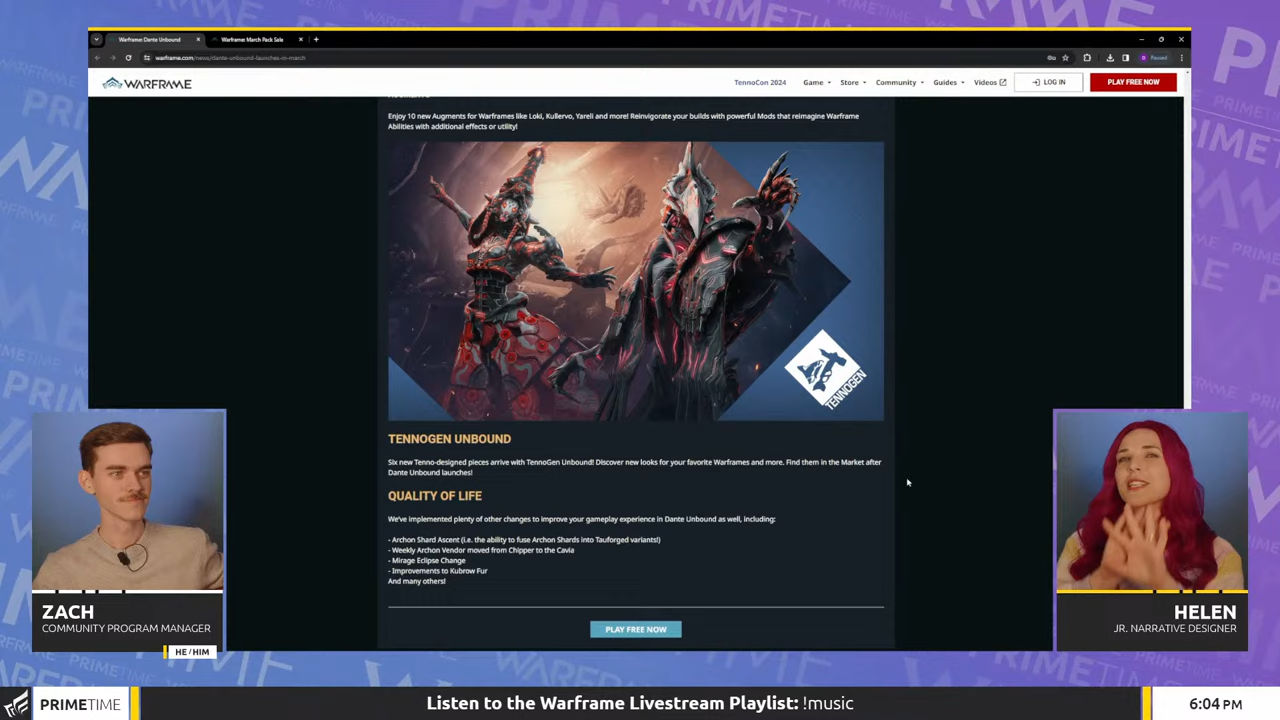 Warframe: Dante Unbound
Warframe: March Pack Sale
warframe.com/news/dante-unbound-launches-in-march
Paused
WARFRAME
TennoCon 2024
Game
Store
Community
Guides
Videos
LOG IN
PLAY FREE NOW
Enjoy 10 new Augments for Warframes like Loki, Kullervo, Yareli and more! Reinvigorate your builds with powerful Mods that reimagine Warframe
Abilities with additional effects or utility!
TENNOGEN
TENNOGEN UNBOUND
Six new Tenno-designed pieces arrive with TennoGen Unbound! Discover new looks for your favorite Warframes and more. Find them in the Market after
Dante Unbound launches!
QUALITY OF LIFE
We've implemented plenty of other changes to improve your gameplay experience in Dante Unbound as well, including:
- Archon Shard Ascent (i.e. the ability to fuse Archon Shards into Tauforged variants!)
- Weekly Archon Vendor moved from Chipper to the Cavia
- Mirage Eclipse Change
- Improvements to Kubrow Fur
And many others!
PLAY FREE NOW
ZACH
COMMUNITY PROGRAM MANAGER
HE / HIM
HELEN
JR. NARRATIVE DESIGNER
PRIMETIME
Listen to the Warframe Livestream Playlist: !music
6:04 PM